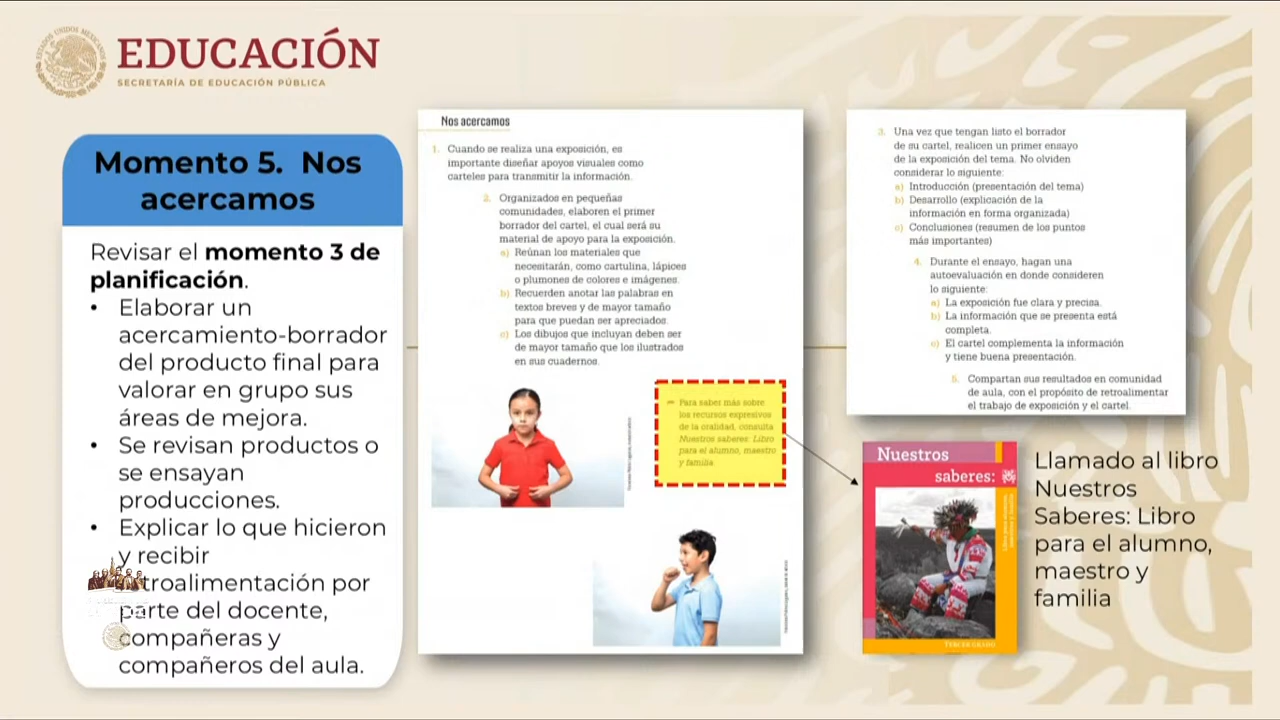 EDUCACIÓN
SECRETARÍA DE EDUCACIÓN PÚBLICA
Momento 5. Nos
acercamos
Revisar el momento 3 de
planificación.
• Elaborar un
acercamiento-borrador
del producto final para
valorar en grupo sus
áreas de mejora.
• Se revisan productos o
se ensayan
producciones.
• Explicar lo que hicieron
y recibir
troalimentación por
parte del docente,
compañeras y
compañeros del aula.
Nos acercamos
1. Cuando se realiza una exposición, es
importante diseñar apoyos visuales como
carteles para transmitir la información.
2. Organizados en pequeñas
comunidades, elaboren el primer
borrador del cartel, el cual será su
material de apoyo para la exposición.
a) Reúnan los materiales que
necesitarán, como cartulina, lápices
o plumones de colores e imágenes.
b) Recuerden anotar las palabras en
textos breves y de mayor tamaño
para que puedan ser apreciados.
c) Los dibujos que incluyan deben ser
de mayor tamaño que los ilustrados
en sus cuadernos.
Para saber más sobre
los recursos expresivos
de la oralidad, consulta
Nuestros saberes: Libro
para el alumno, maestro
y familia.
3. Una vez que tengan listo el borrador
de su cartel, realicen un primer ensayo
de la exposición del tema. No olviden
considerar lo siguiente:
a) Introducción (presentación del tema)
b) Desarrollo (explicación de la
información en forma organizada)
c) Conclusiones (resumen de los puntos
más importantes)
4. Durante el ensayo, hagan una
autoevaluación en donde consideren
lo siguiente:
a) La exposición fue clara y precisa.
b) La información que se presenta está
completa.
c) El cartel complementa la información
y tiene buena presentación.
5. Compartan sus resultados en comunidad
de aula, con el propósito de retroalimentar
el trabajo de exposición y el cartel.
Nuestros
saberes:
TERCER GRADO
Llamado al libro
Nuestros
Saberes: Libro
para el alumno,
maestro y
familia